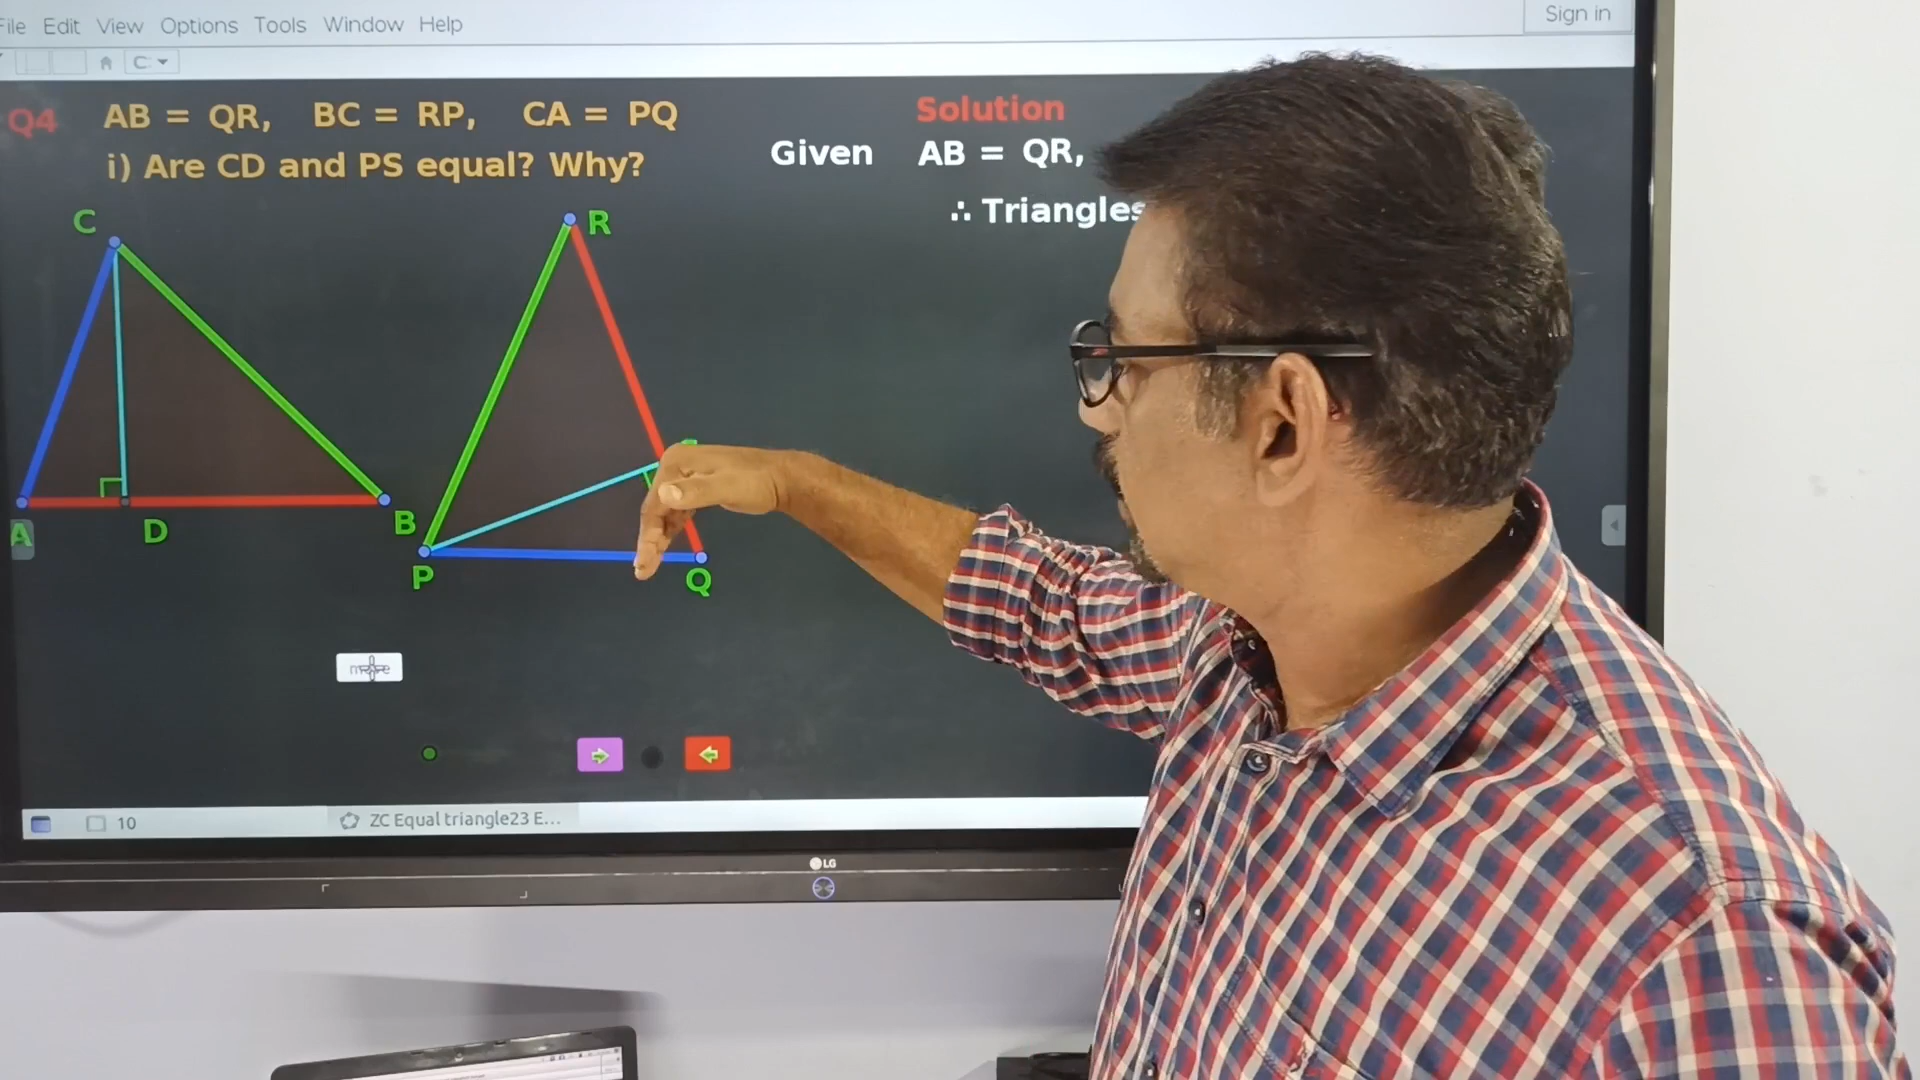 File Edit View Options Tools Window Help
Sign in
C:
Q4 AB = QR, BC = RP, CA = PQ
i) Are CD and PS equal? Why?
Solution
Given AB = QR,
∴ Triangles
C
R
A
D
B
P
Q
10
ZC Equal triangle23 E...
LG